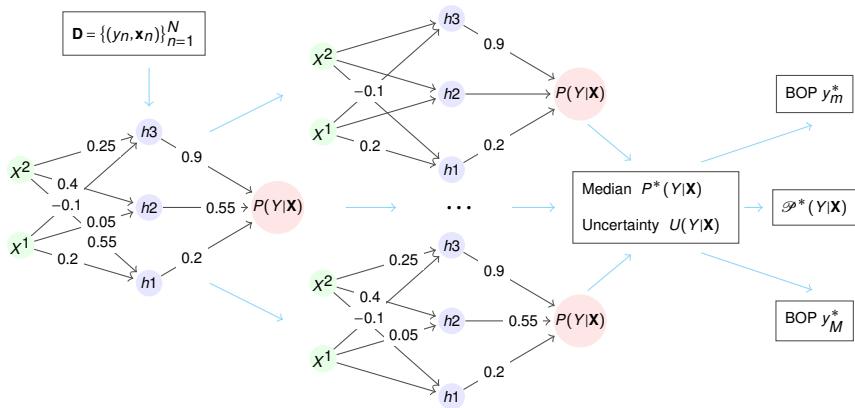 D = {(yn,xn)}N n=1
X2
X1
0.25
0.4
−0.1
0.05
0.55
0.2
h3
h2
h1
0.9
0.55
0.2
P(Y|X)
X2
X1
−0.1
0.2
h3
h2
h1
0.9
0.2
P(Y|X)
...
X2
X1
0.25
0.4
−0.1
0.05
h3
h2
h1
0.9
0.55
0.2
P(Y|X)
Median P*(Y|X)
Uncertainty U(Y|X)
BOP y*m
𝒫*(Y|X)
BOP y*M